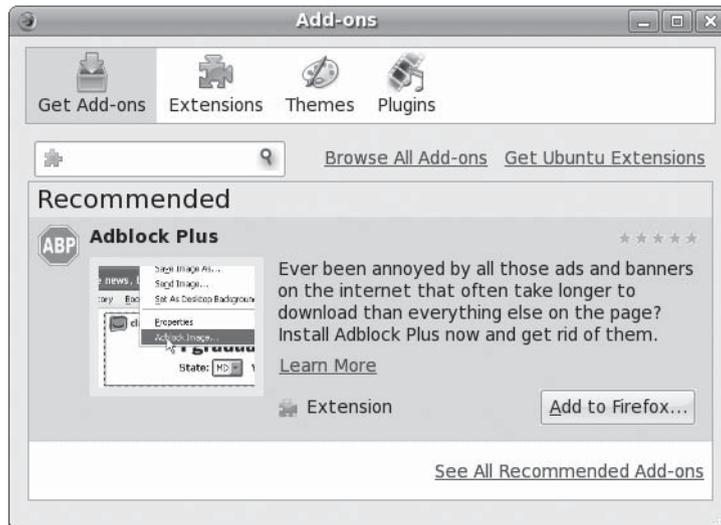 Add-ons
Get Add-ons Extensions Themes Plugins
Browse All Add-ons Get Ubuntu Extensions
Recommended
ABP Adblock Plus
Save Image As...
Send Image...
Set As Desktop Background
Properties
Adblock Image...
State: MD
Ever been annoyed by all those ads and banners
on the internet that often take longer to
download than everything else on the page?
Install Adblock Plus now and get rid of them.
Learn More
Extension Add to Firefox...
See All Recommended Add-ons